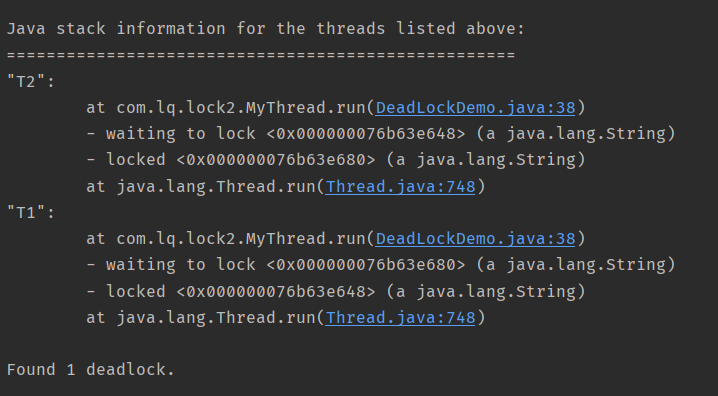 Java stack information for the threads listed above:
===================================================
"T2":
        at com.lq.lock2.MyThread.run(DeadLockDemo.java:38)
        - waiting to lock <0x000000076b63e648> (a java.lang.String)
        - locked <0x000000076b63e680> (a java.lang.String)
        at java.lang.Thread.run(Thread.java:748)
"T1":
        at com.lq.lock2.MyThread.run(DeadLockDemo.java:38)
        - waiting to lock <0x000000076b63e680> (a java.lang.String)
        - locked <0x000000076b63e648> (a java.lang.String)
        at java.lang.Thread.run(Thread.java:748)
Found 1 deadlock.